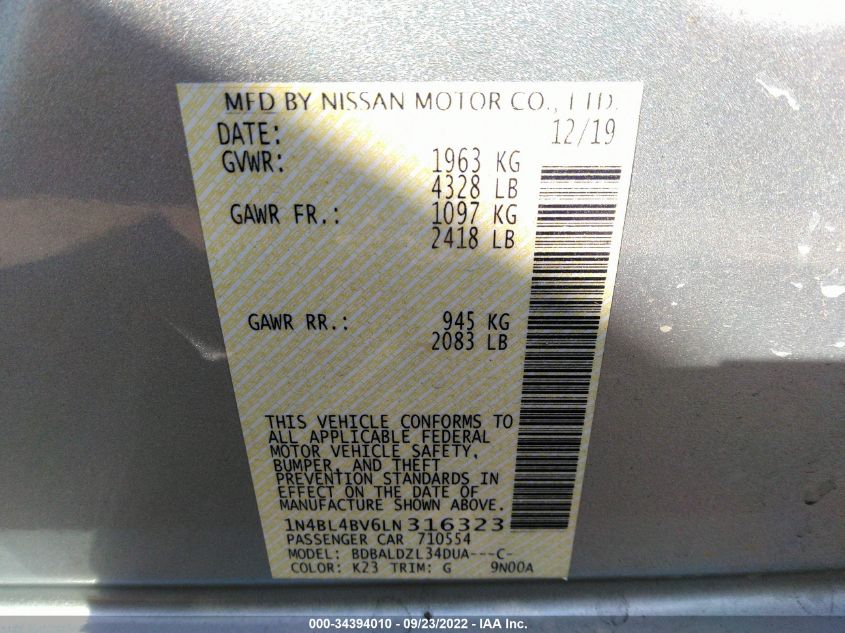 MFD BY NISSAN MOTOR CO., LTD.
DATE: 12/19
GVWR: 1963 KG
4328 LB
GAWR FR.: 1097 KG
2418 LB
GAWR RR.: 945 KG
2083 LB
THIS VEHICLE CONFORMS TO
ALL APPLICABLE FEDERAL
MOTOR VEHICLE SAFETY,
BUMPER, AND THEFT
PREVENTION STANDARDS IN
EFFECT ON THE DATE OF
MANUFACTURE SHOWN ABOVE.
1N4BL4BV6LN316323
PASSENGER CAR 710554
MODEL: BDBALDZL34DUA---C-
COLOR: K23 TRIM: G 9N00A
000-34394010 - 09/23/2022 - IAA Inc.